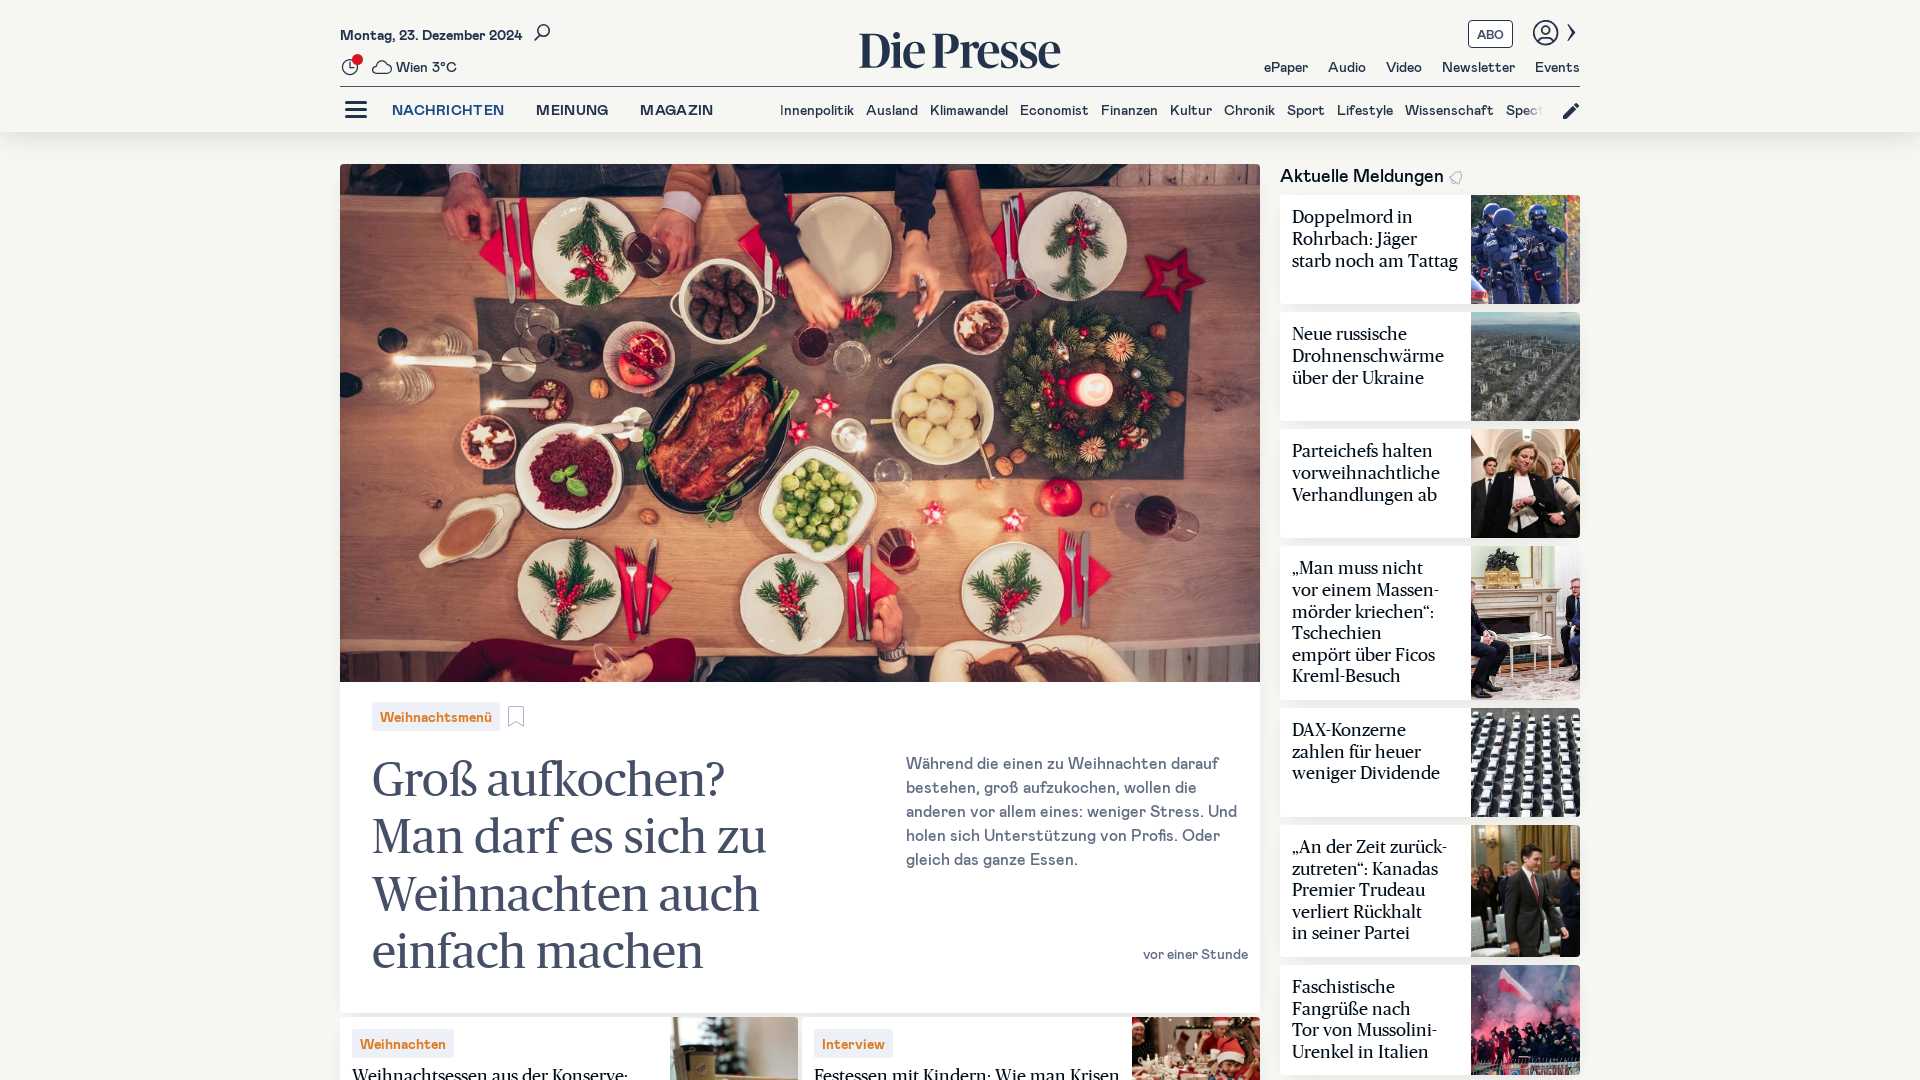 Montag, 23. Dezember 2024
Die Presse
ABO
Wien 3°C
ePaper Audio Video Newsletter Events
NACHRICHTEN MEINUNG MAGAZIN
Innenpolitik Ausland Klimawandel Economist Finanzen Kultur Chronik Sport Lifestyle Wissenschaft Spect
Weihnachtsmenü
Groß aufkochen?
Man darf es sich zu
Weihnachten auch
einfach machen
Während die einen zu Weihnachten darauf
bestehen, groß aufzukochen, wollen die
anderen vor allem eines: weniger Stress. Und
holen sich Unterstützung von Profis. Oder
gleich das ganze Essen.
vor einer Stunde
Weihnachten
Weihnachtsessen aus der Konserve:
Interview
Festessen mit Kindern: Wie man Krisen
Aktuelle Meldungen
Doppelmord in
Rohrbach: Jäger
starb noch am Tattag
Neue russische
Drohnenschwärme
über der Ukraine
Parteichefs halten
vorweihnachtliche
Verhandlungen ab
„Man muss nicht
vor einem Massen-
mörder kriechen“:
Tschechien
empört über Ficos
Kreml-Besuch
DAX-Konzerne
zahlen für heuer
weniger Dividende
„An der Zeit zurück-
zutreten“: Kanadas
Premier Trudeau
verliert Rückhalt
in seiner Partei
Faschistische
Fangrüße nach
Tor von Mussolini-
Urenkel in Italien